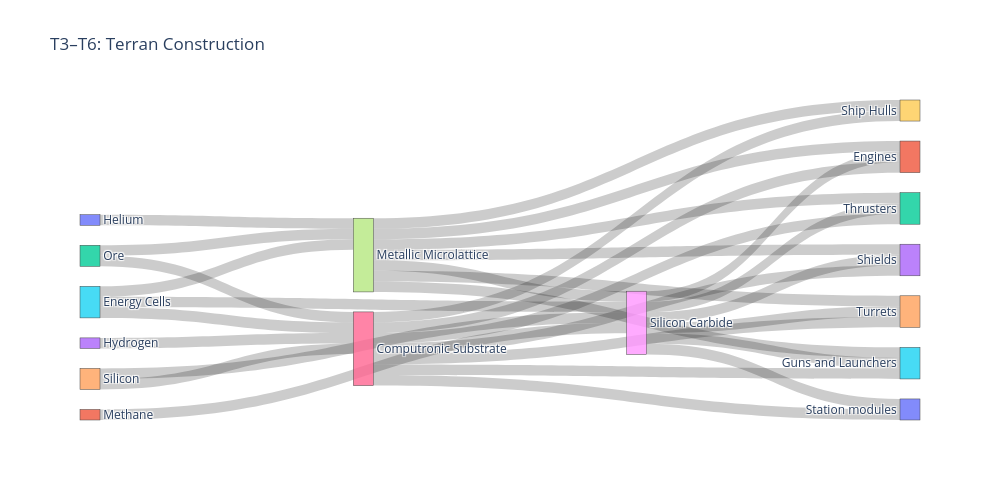 T3–T6: Terran Construction
Ship Hulls
Engines
Thrusters
Helium
Metallic Microlattice
Ore
Shields
Energy Cells
Silicon Carbide
Turrets
Hydrogen
Computronic Substrate
Guns and Launchers
Silicon
Station modules
Methane